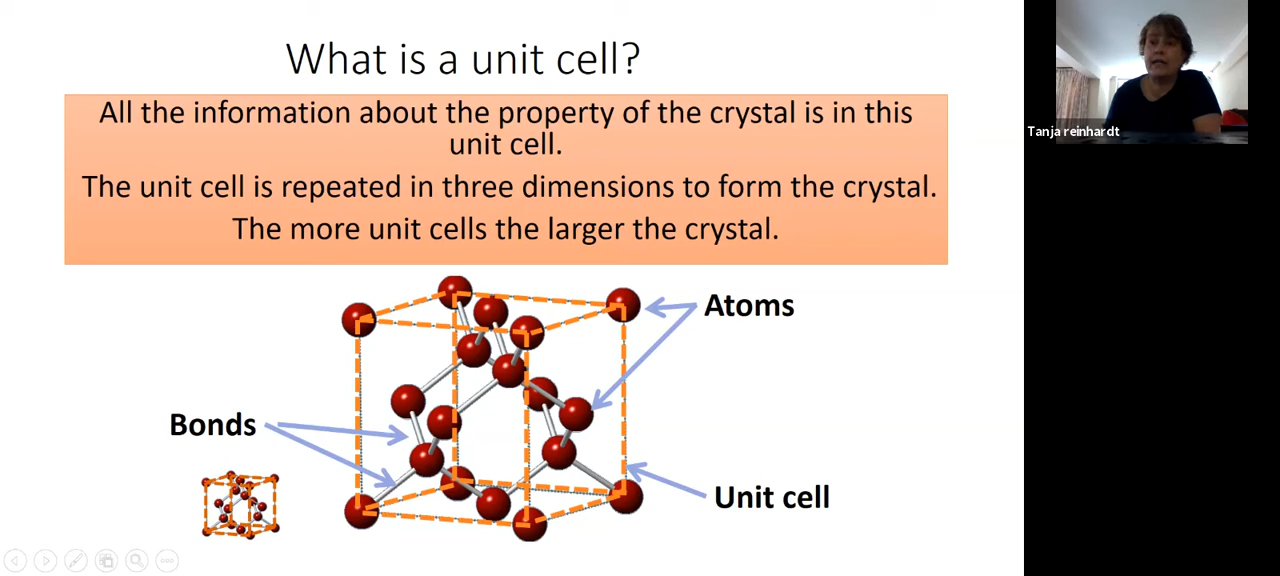 What is a unit cell?
All the information about the property of the crystal is in this
unit cell.
The unit cell is repeated in three dimensions to form the crystal.
The more unit cells the larger the crystal.
Atoms
Bonds
Unit cell
Tanja reinhardt